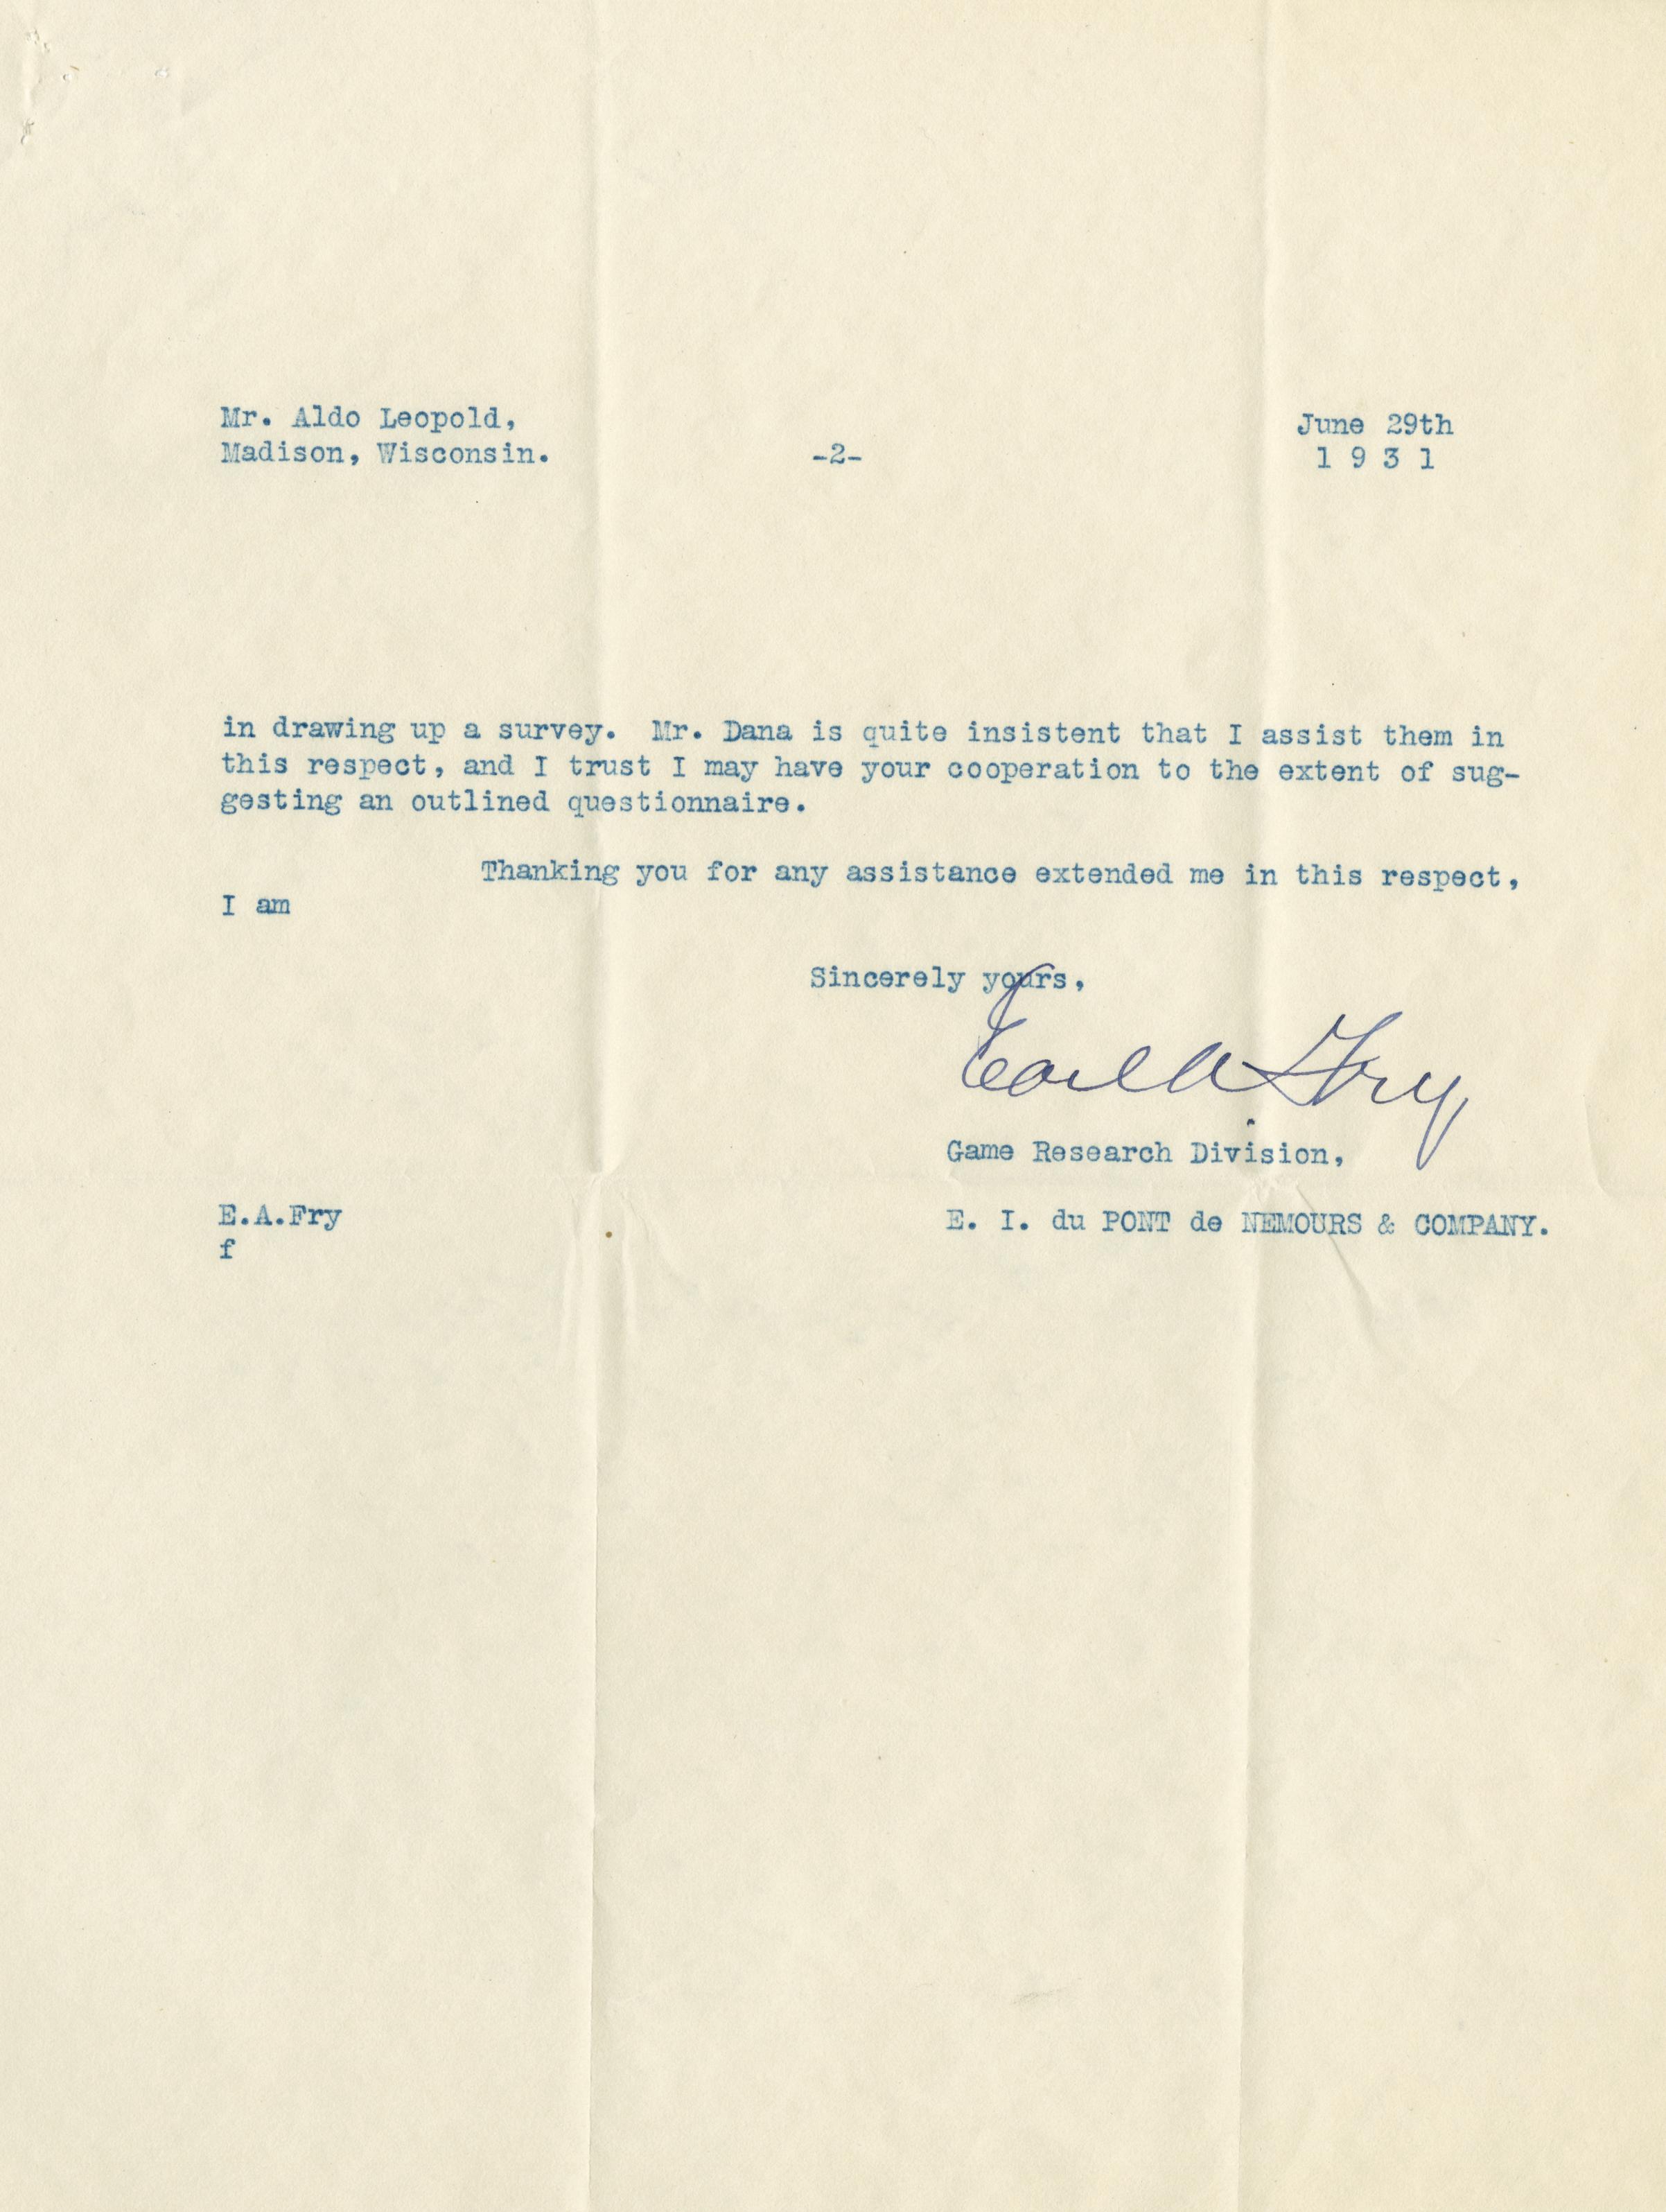 Mr. Aldo Leopold,
Madison, Wisconsin.
-2-
June 29th
1 9 3 1
in drawing up a survey. Mr. Dana is quite insistent that I assist them in
this respect, and I trust I may have your cooperation to the extent of sug-
gesting an outlined questionnaire.
Thanking you for any assistance extended me in this respect,
I am
Sincerely yours,
Earl A Fry
Game Research Division,
E. I. du PONT de NEMOURS & COMPANY.
E.A.Fry
f